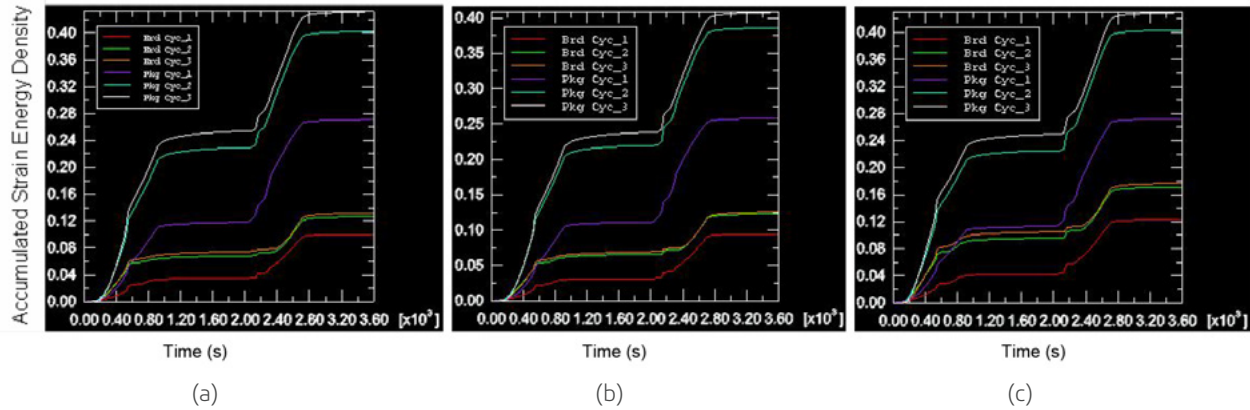 Accumulated Strain Energy Density
0.40
0.36
0.32
0.28
0.24
0.20
0.16
0.12
0.08
0.04
0.00
Brd Cyc_1
Brd Cyc_2
Brd Cyc_3
Pkg Cyc_1
Pkg Cyc_2
Pkg Cyc_3
0.00 0.40 0.80 1.20 1.60 2.00 2.40 2.80 3.20 3.60 [x10³]
Time (s)
(a)
0.40
0.35
0.30
0.25
0.20
0.15
0.10
0.05
0.00
Brd Cyc_1
Brd Cyc_2
Brd Cyc_3
Pkg Cyc_1
Pkg Cyc_2
Pkg Cyc_3
0.00 0.40 0.80 1.20 1.60 2.00 2.40 2.80 3.20 3.60 [x10³]
Time (s)
(b)
0.40
0.36
0.32
0.28
0.24
0.20
0.16
0.12
0.08
0.04
0.00
Brd Cyc_1
Brd Cyc_2
Brd Cyc_3
Pkg Cyc_1
Pkg Cyc_2
Pkg Cyc_3
0.00 0.40 0.80 1.20 1.60 2.00 2.40 2.80 3.20 3.60 [x10³]
Time (s)
(c)